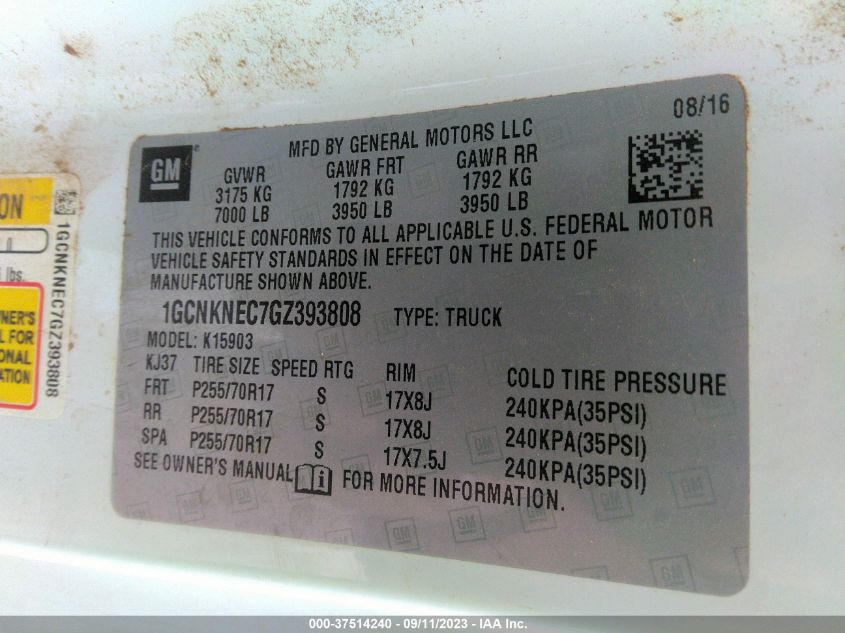 08/16
GM
MFD BY GENERAL MOTORS LLC
GVWR GAWR FRT GAWR RR
3175 KG 1792 KG 1792 KG
7000 LB 3950 LB 3950 LB
THIS VEHICLE CONFORMS TO ALL APPLICABLE U.S. FEDERAL MOTOR
VEHICLE SAFETY STANDARDS IN EFFECT ON THE DATE OF
MANUFACTURE SHOWN ABOVE.
1GCNKNEC7GZ393808 TYPE: TRUCK
MODEL: K15903
KJ37 TIRE SIZE SPEED RTG RIM COLD TIRE PRESSURE
FRT P255/70R17 S 17X8J 240KPA(35PSI)
RR P255/70R17 S 17X8J 240KPA(35PSI)
SPA P255/70R17 S 17X7.5J 240KPA(35PSI)
SEE OWNER'S MANUAL i FOR MORE INFORMATION.
ON
0
lbs.
NER'S
L FOR
ONAL
ATION
1GCNKNEC7GZ393808
000-37514240 - 09/11/2023 - IAA Inc.